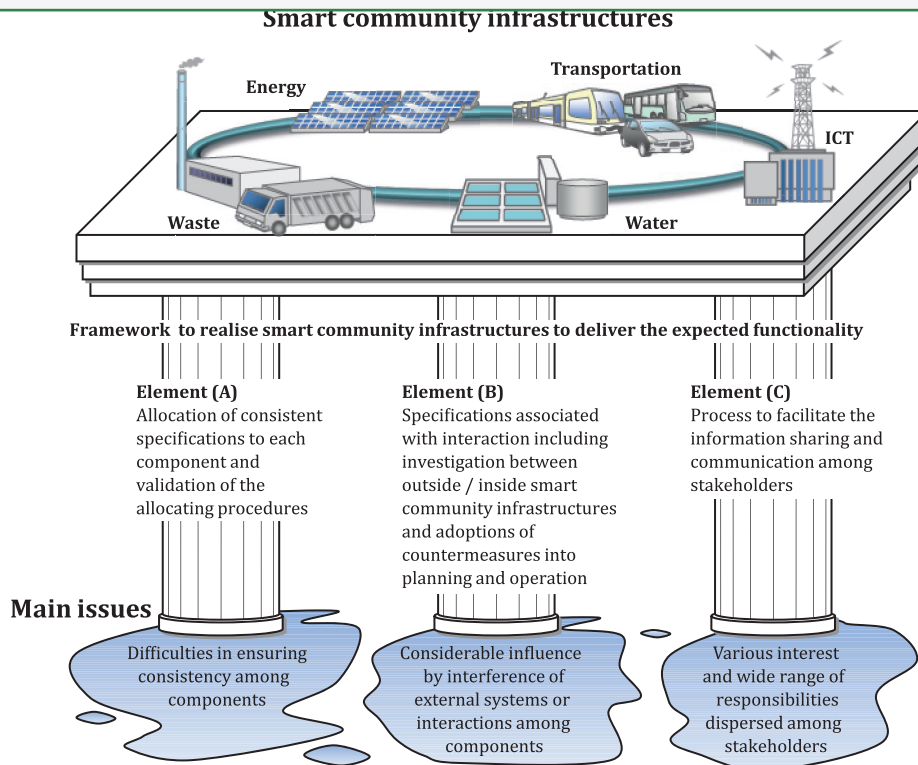 Smart community infrastructures
Energy
Transportation
ICT
Waste
Water
Framework to realise smart community infrastructures to deliver the expected functionality
Element (A)
Allocation of consistent
specifications to each
component and
validation of the
allocating procedures
Element (B)
Specifications associated
with interaction including
investigation between
outside / inside smart
community infrastructures
and adoptions of
countermeasures into
planning and operation
Element (C)
Process to facilitate the
information sharing and
communication among
stakeholders
Main issues
Difficulties in ensuring
consistency among
components
Considerable influence
by interference of
external systems or
interactions among
components
Various interest
and wide range of
responsibilities
dispersed among
stakeholders